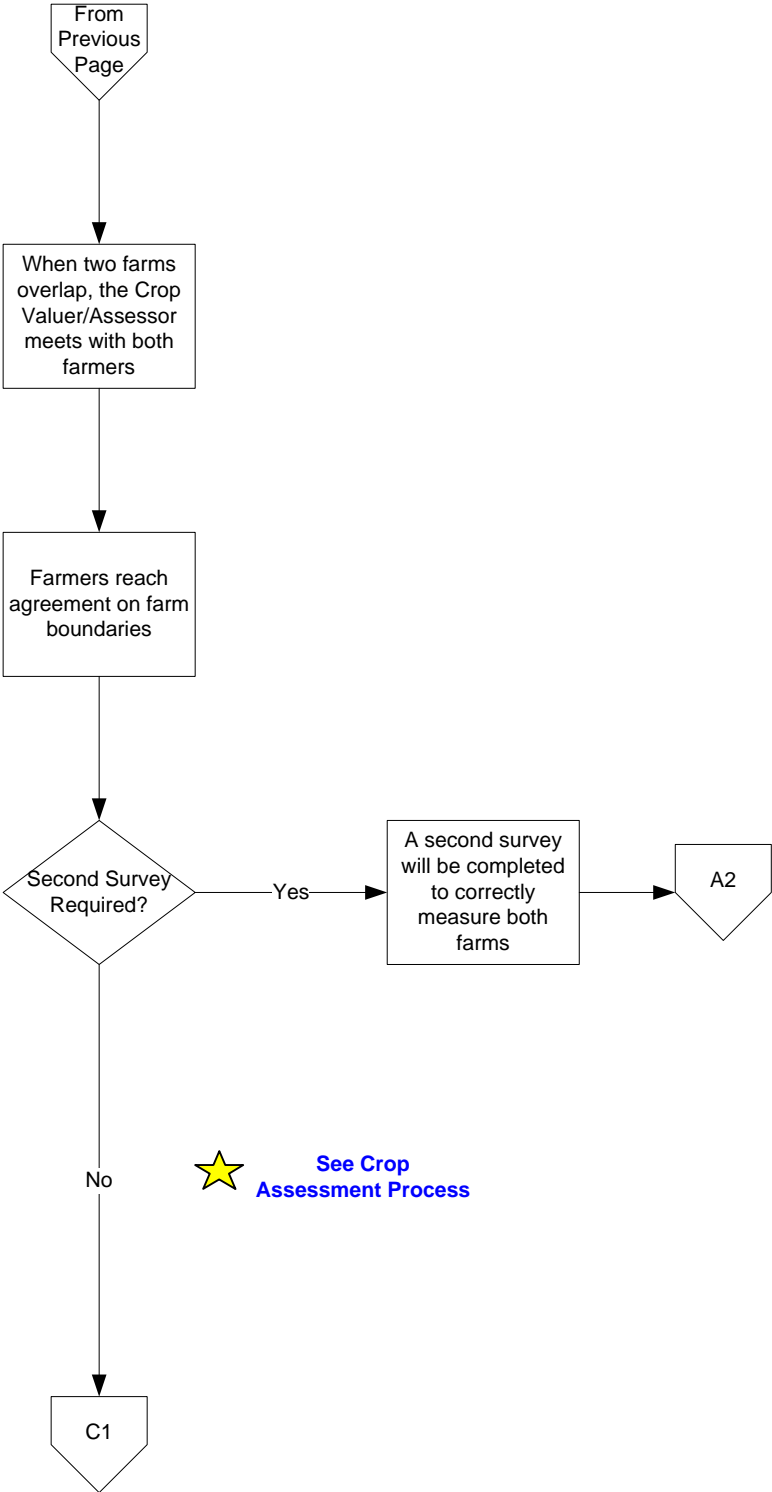 From
Previous
Page
When two farms
overlap, the Crop
Valuer/Assessor
meets with both
farmers
Farmers reach
agreement on farm
boundaries
Second Survey
Required?
Yes
A second survey
will be completed
to correctly
measure both
farms
A2
No
See Crop
Assessment Process
C1